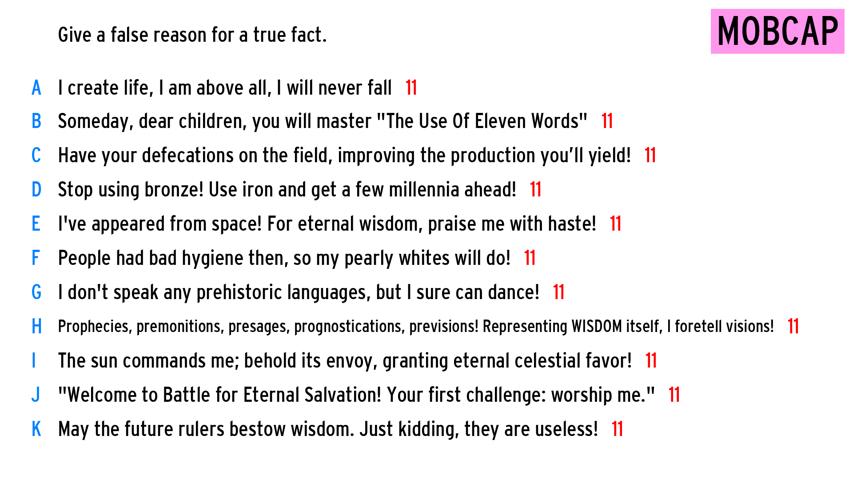 Give a false reason for a true fact.
MOBCAP
A I create life, I am above all, I will never fall 11
B Someday, dear children, you will master "The Use Of Eleven Words" 11
C Have your defecations on the field, improving the production you'll yield! 11
D Stop using bronze! Use iron and get a few millennia ahead! 11
E I've appeared from space! For eternal wisdom, praise me with haste! 11
F People had bad hygiene then, so my pearly whites will do! 11
G I don't speak any prehistoric languages, but I sure can dance! 11
H Prophecies, premonitions, presages, prognostications, previsions! Representing WISDOM itself, I foretell visions! 11
I The sun commands me; behold its envoy, granting eternal celestial favor! 11
J "Welcome to Battle for Eternal Salvation! Your first challenge: worship me." 11
K May the future rulers bestow wisdom. Just kidding, they are useless! 11